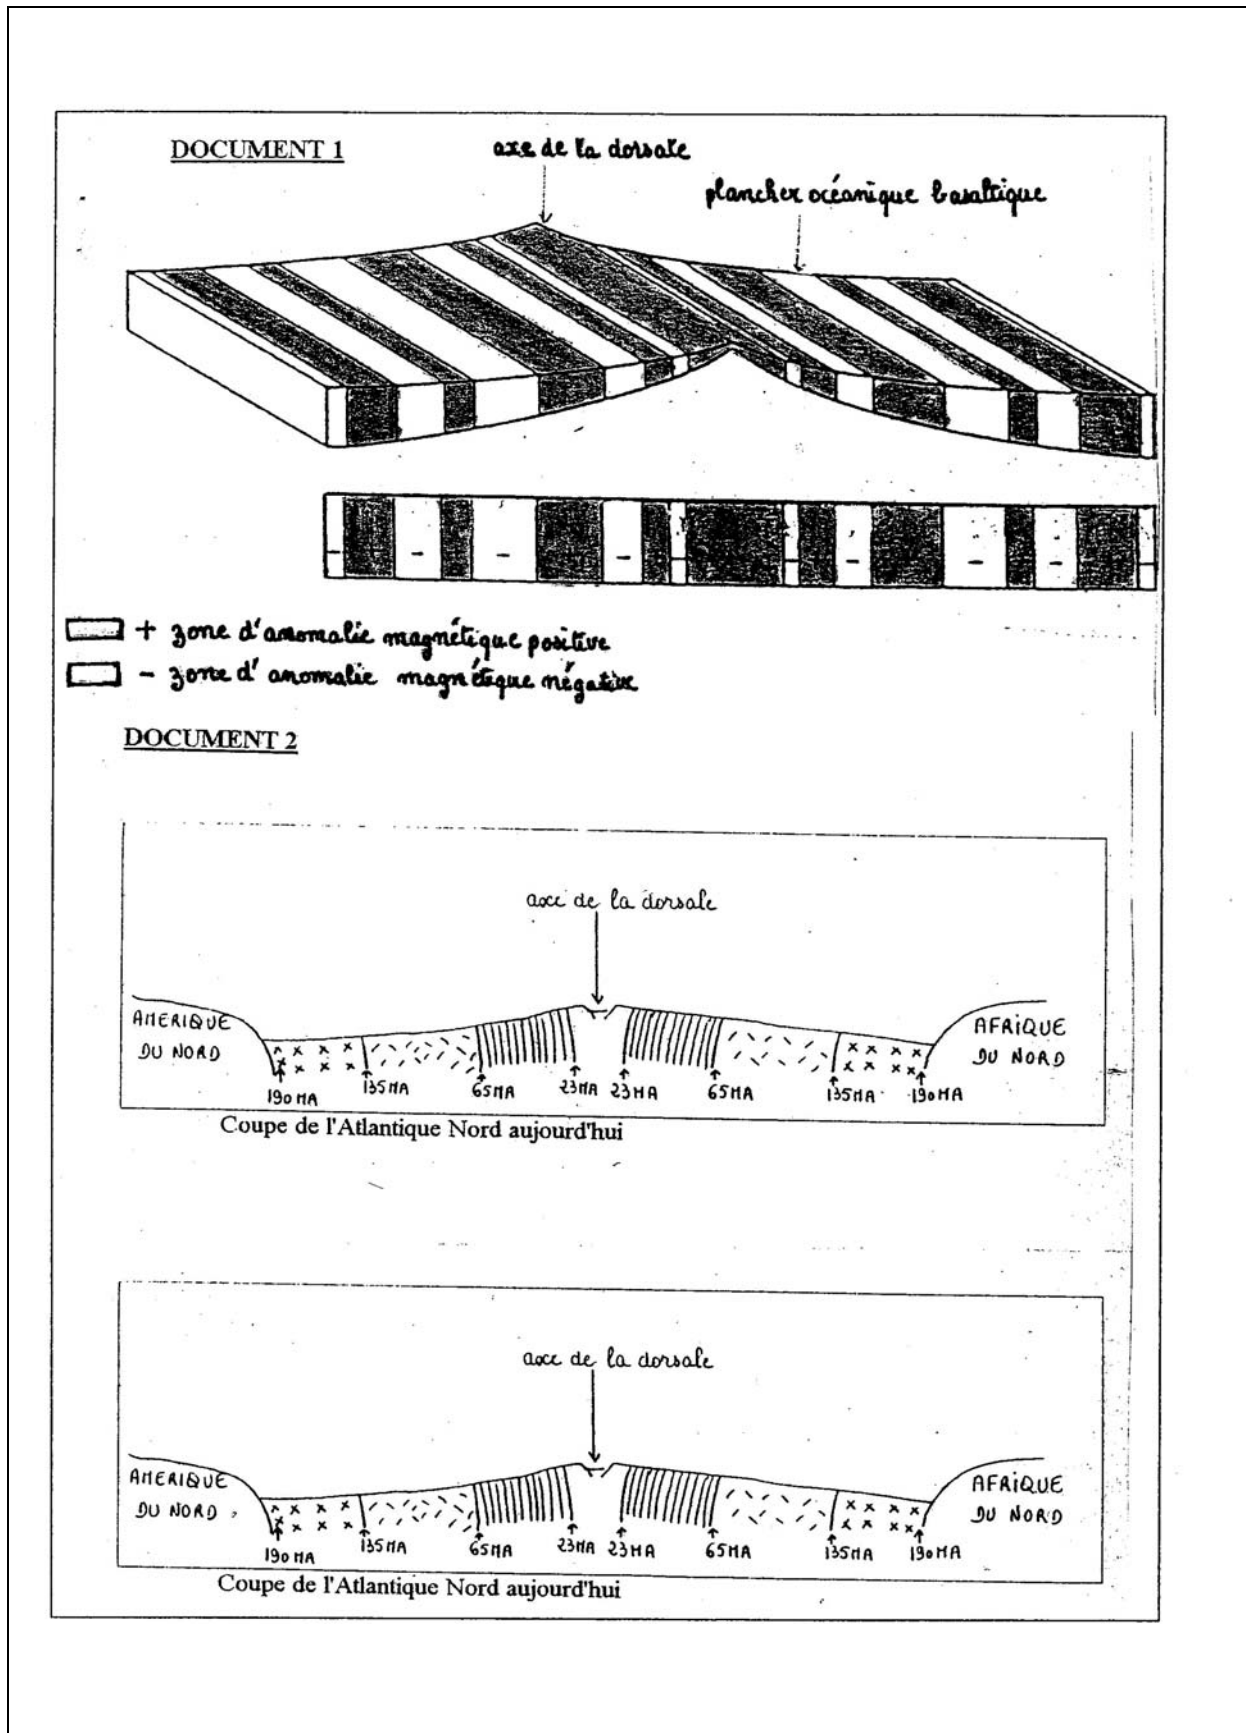 DOCUMENT 1
axe de la dorsale
plancher océanique basaltique
- - - - - - - - -
+ zone d'anomalie magnétique positive
- zone d'anomalie magnétique négative
DOCUMENT 2
axe de la dorsale
AMERIQUE DU NORD
AFRIQUE DU NORD
190 MA 135 MA 65 MA 23 MA 23 MA 65 MA 135 MA 190 MA
Coupe de l'Atlantique Nord aujourd'hui
axe de la dorsale
AMERIQUE DU NORD
AFRIQUE DU NORD
190 MA 135 MA 65 MA 23 MA 23 MA 65 MA 135 MA 190 MA
Coupe de l'Atlantique Nord aujourd'hui